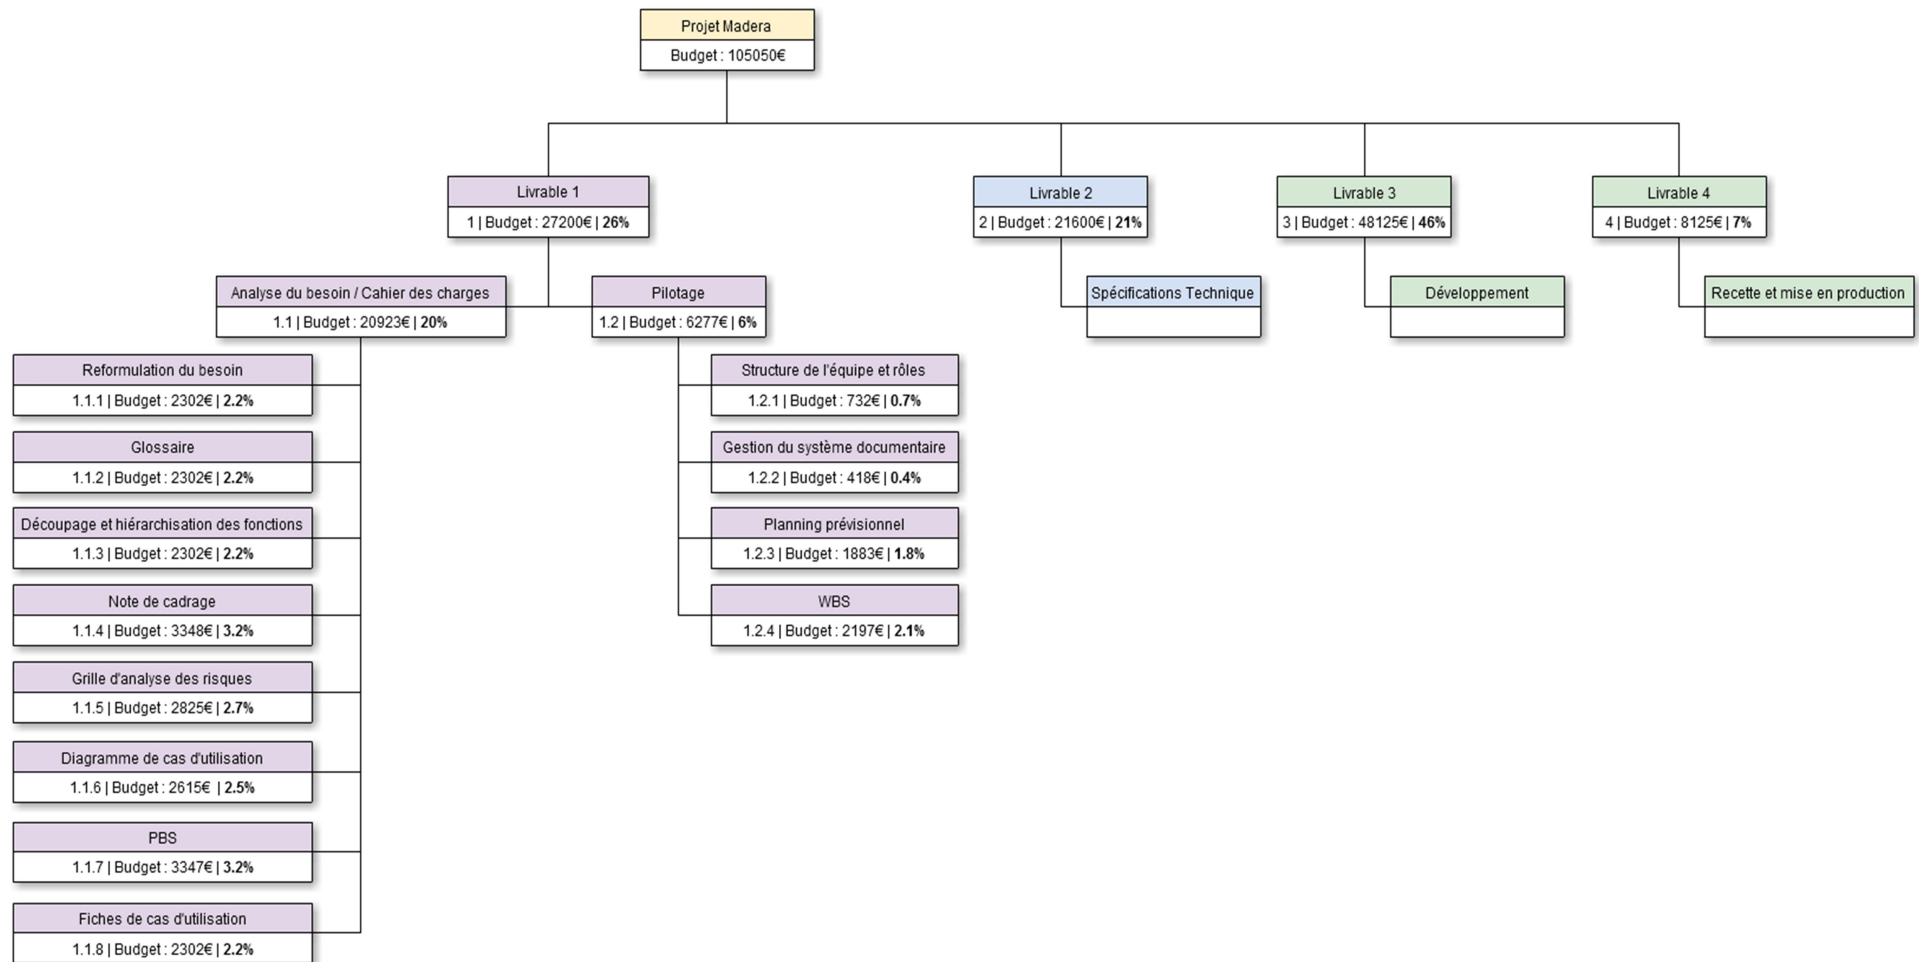 Projet Madera
Budget : 105050€
Livrable 1
1 | Budget : 27200€ | 26%
Livrable 2
2 | Budget : 21600€ | 21%
Livrable 3
3 | Budget : 48125€ | 46%
Livrable 4
4 | Budget : 8125€ | 7%
Analyse du besoin / Cahier des charges
1.1 | Budget : 20923€ | 20%
Pilotage
1.2 | Budget : 6277€ | 6%
Spécifications Technique
Développement
Recette et mise en production
Reformulation du besoin
1.1.1 | Budget : 2302€ | 2.2%
Glossaire
1.1.2 | Budget : 2302€ | 2.2%
Découpage et hiérarchisation des fonctions
1.1.3 | Budget : 2302€ | 2.2%
Note de cadrage
1.1.4 | Budget : 3348€ | 3.2%
Grille d'analyse des risques
1.1.5 | Budget : 2825€ | 2.7%
Diagramme de cas d'utilisation
1.1.6 | Budget : 2615€ | 2.5%
PBS
1.1.7 | Budget : 3347€ | 3.2%
Fiches de cas d'utilisation
1.1.8 | Budget : 2302€ | 2.2%
Structure de l'équipe et rôles
1.2.1 | Budget : 732€ | 0.7%
Gestion du système documentaire
1.2.2 | Budget : 418€ | 0.4%
Planning prévisionnel
1.2.3 | Budget : 1883€ | 1.8%
WBS
1.2.4 | Budget : 2197€ | 2.1%